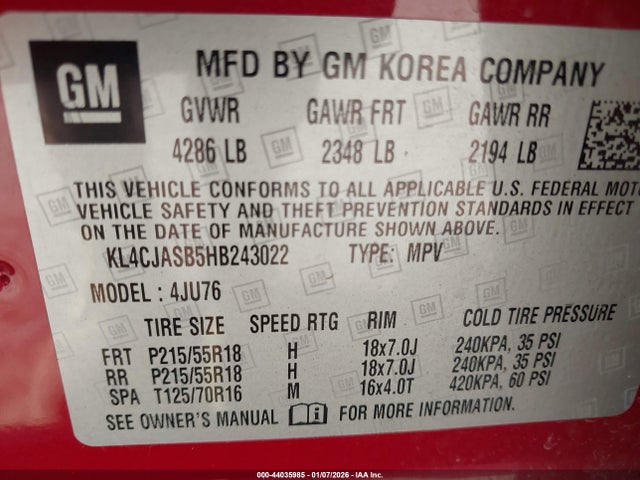 GM
MFD BY GM KOREA COMPANY
GVWR GAWR FRT GAWR RR
4286 LB 2348 LB 2194 LB
THIS VEHICLE CONFORMS TO ALL APPLICABLE U.S. FEDERAL MOT
VEHICLE SAFETY AND THEFT PREVENTION STANDARDS IN EFFECT
ON THE DATE OF MANUFACTURE SHOWN ABOVE.
KL4CJASB5HB243022 TYPE: MPV
MODEL : 4JU76
TIRE SIZE SPEED RTG RIM COLD TIRE PRESSURE
FRT P215/55R18 H 18x7.0J 240KPA, 35 PSI
RR P215/55R18 H 18x7.0J 240KPA, 35 PSI
SPA T125/70R16 M 16x4.0T 420KPA, 60 PSI
SEE OWNER'S MANUAL FOR MORE INFORMATION.
000-44035985 - 01/07/2026 - IAA Inc.